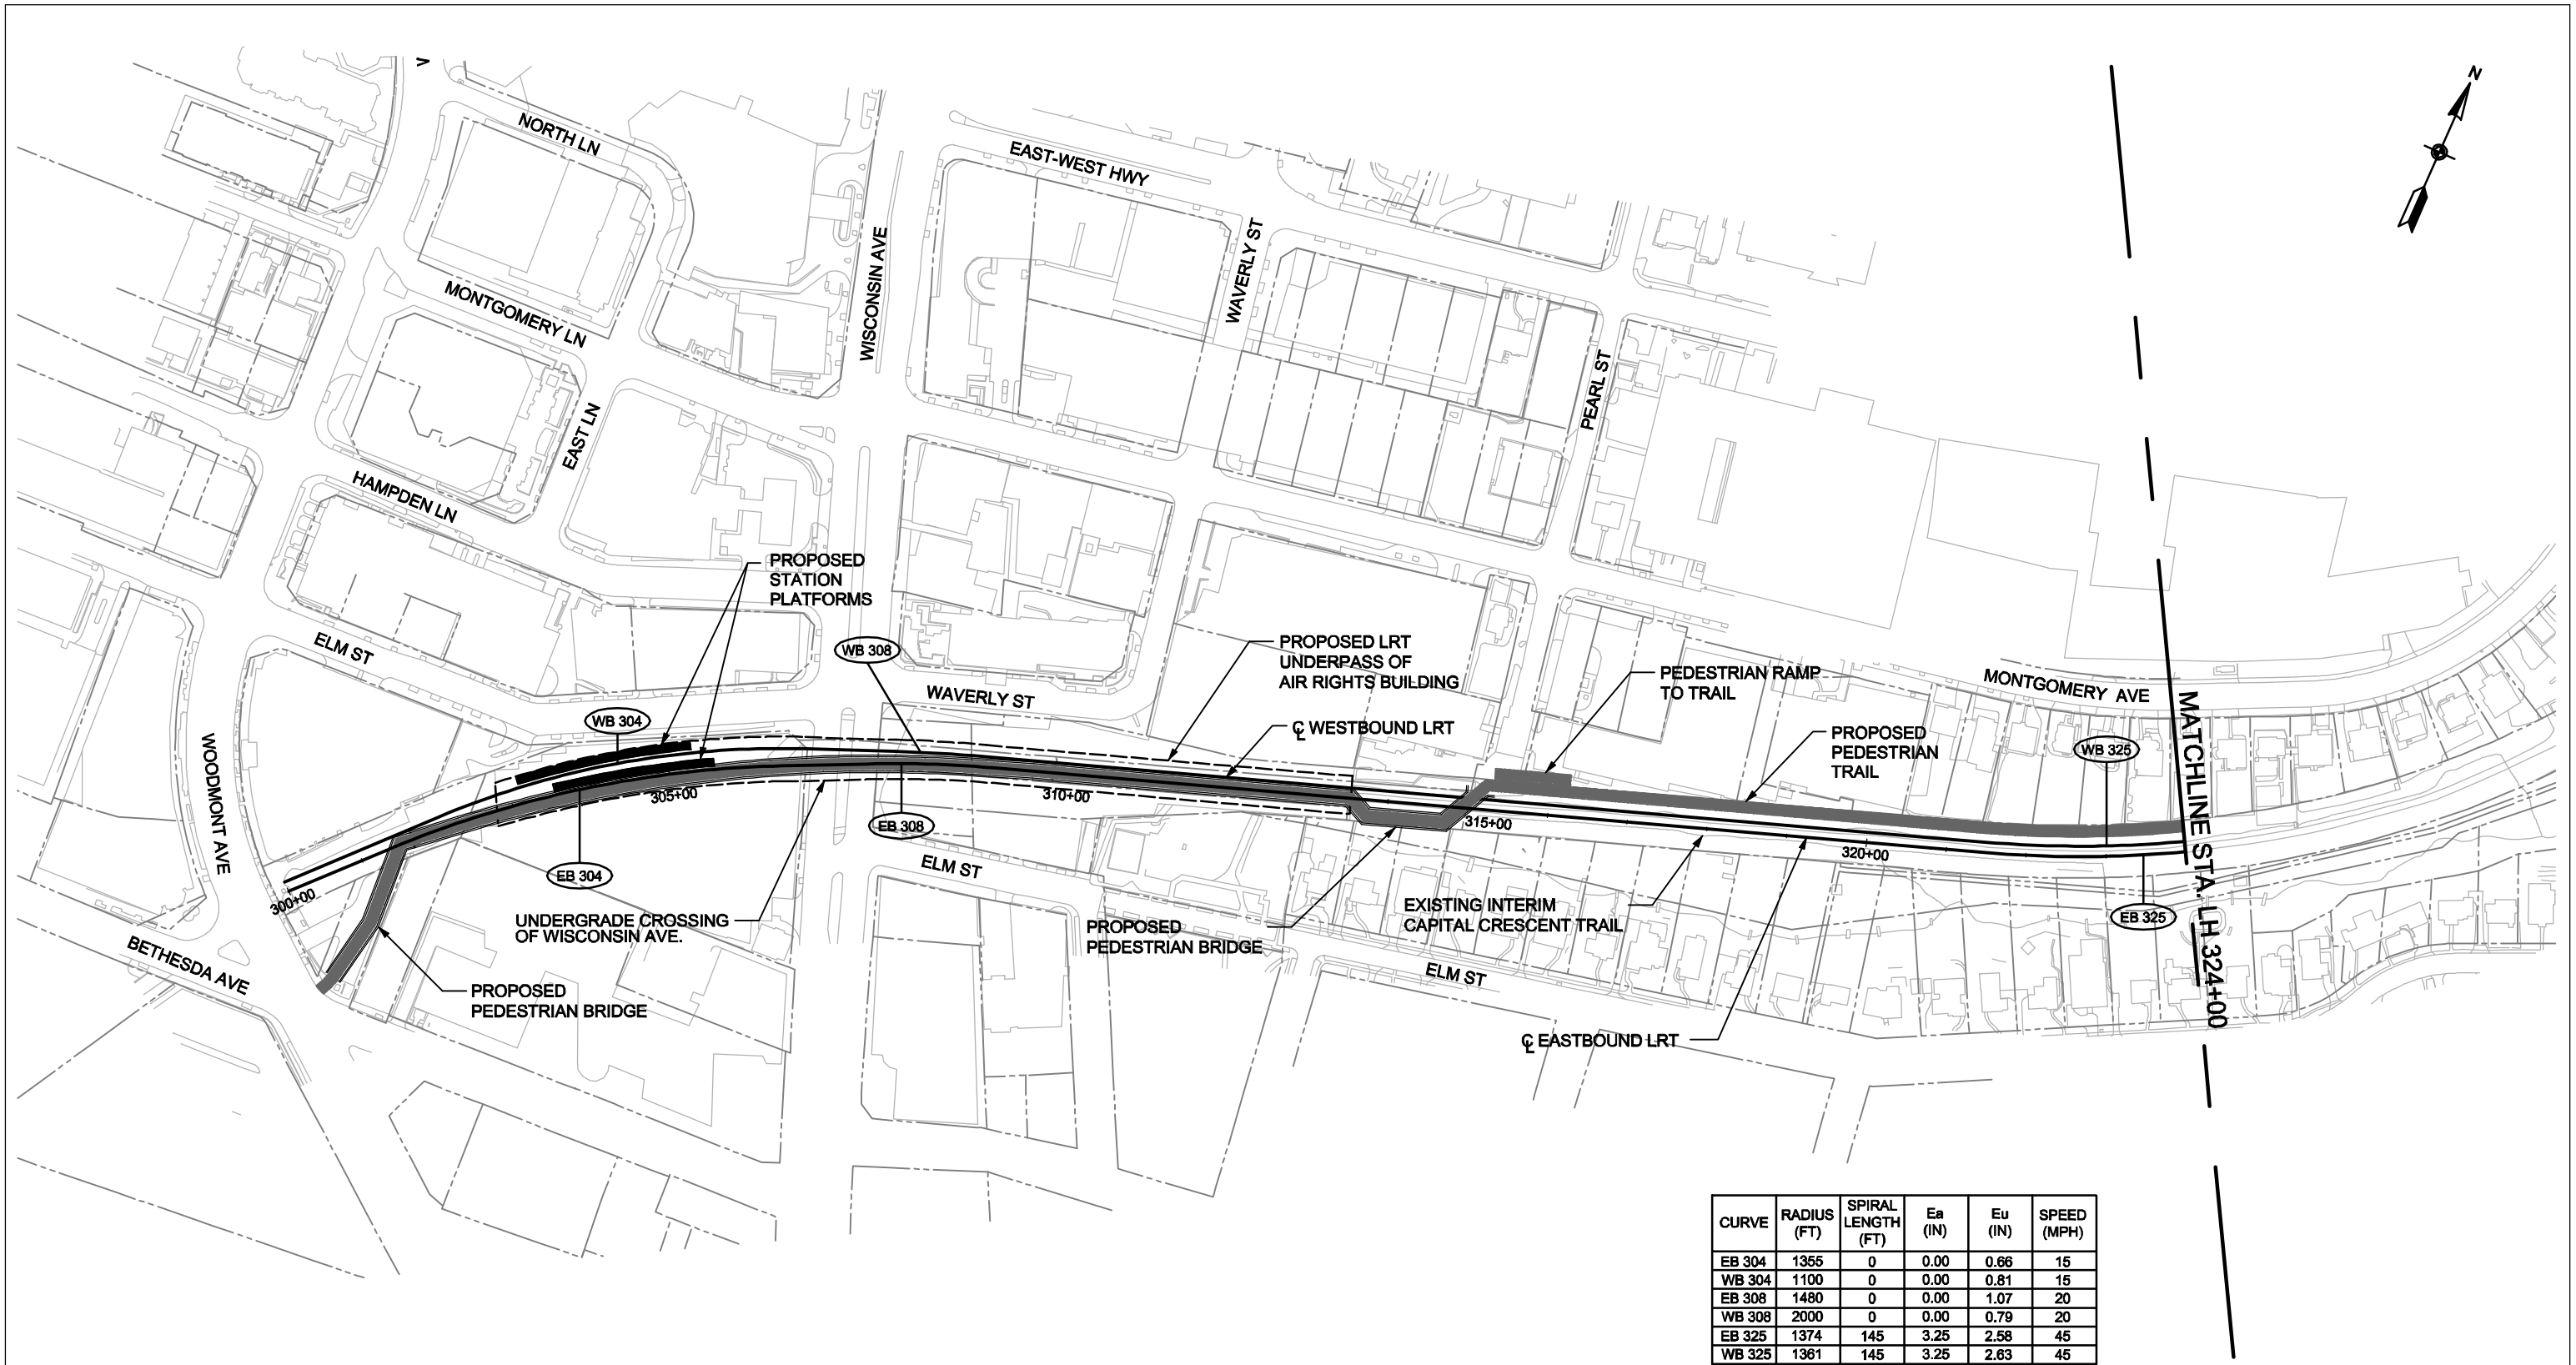 N
NORTH LN
EAST-WEST HWY
MONTGOMERY LN
WISCONSIN AVE
WAVERLY ST
EAST LN
PEARL ST
HAMPDEN LN
PROPOSED
STATION
PLATFORMS
ELM ST
WB 308
PROPOSED LRT
UNDERPASS OF
AIR RIGHTS BUILDING
PEDESTRIAN RAMP
TO TRAIL
MONTGOMERY AVE
WAVERLY ST
WB 304
℄ WESTBOUND LRT
PROPOSED
PEDESTRIAN
TRAIL
WB 325
MATCHLINE STA. LH 324+00
WOODMONT AVE
305+00
310+00
315+00
320+00
EB 308
EB 304
ELM ST
300+00
UNDERGRADE CROSSING
OF WISCONSIN AVE.
PROPOSED
PEDESTRIAN BRIDGE
EXISTING INTERIM
CAPITAL CRESCENT TRAIL
EB 325
BETHESDA AVE
ELM ST
PROPOSED
PEDESTRIAN BRIDGE
℄ EASTBOUND LRT
CURVE RADIUS (FT) SPIRAL LENGTH (FT) Ea (IN) Eu (IN) SPEED (MPH)
EB 304 1355 0 0.00 0.66 15
WB 304 1100 0 0.00 0.81 15
EB 308 1480 0 0.00 1.07 20
WB 308 2000 0 0.00 0.79 20
EB 325 1374 145 3.25 2.58 45
WB 325 1361 145 3.25 2.63 45